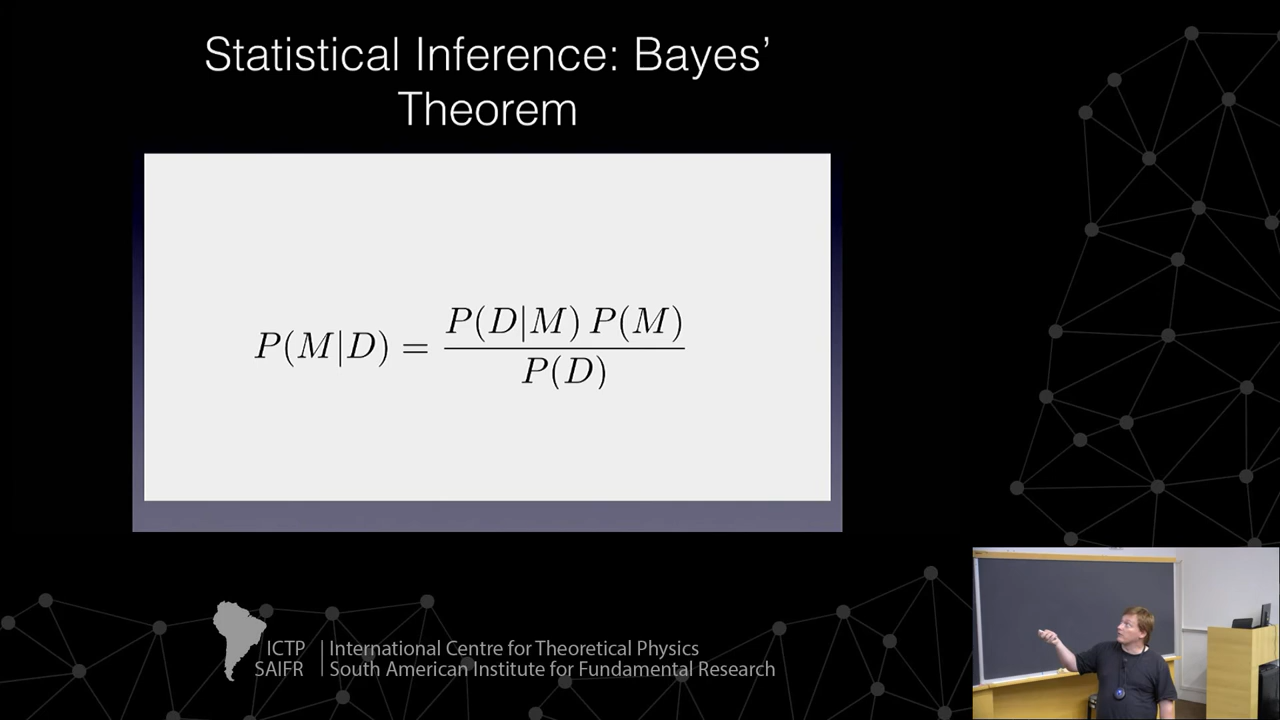 Statistical Inference: Bayes’
Theorem
P(M|D) = P(D|M) P(M) / P(D)
ICTP | International Centre for Theoretical Physics
SAIFR | South American Institute for Fundamental Research